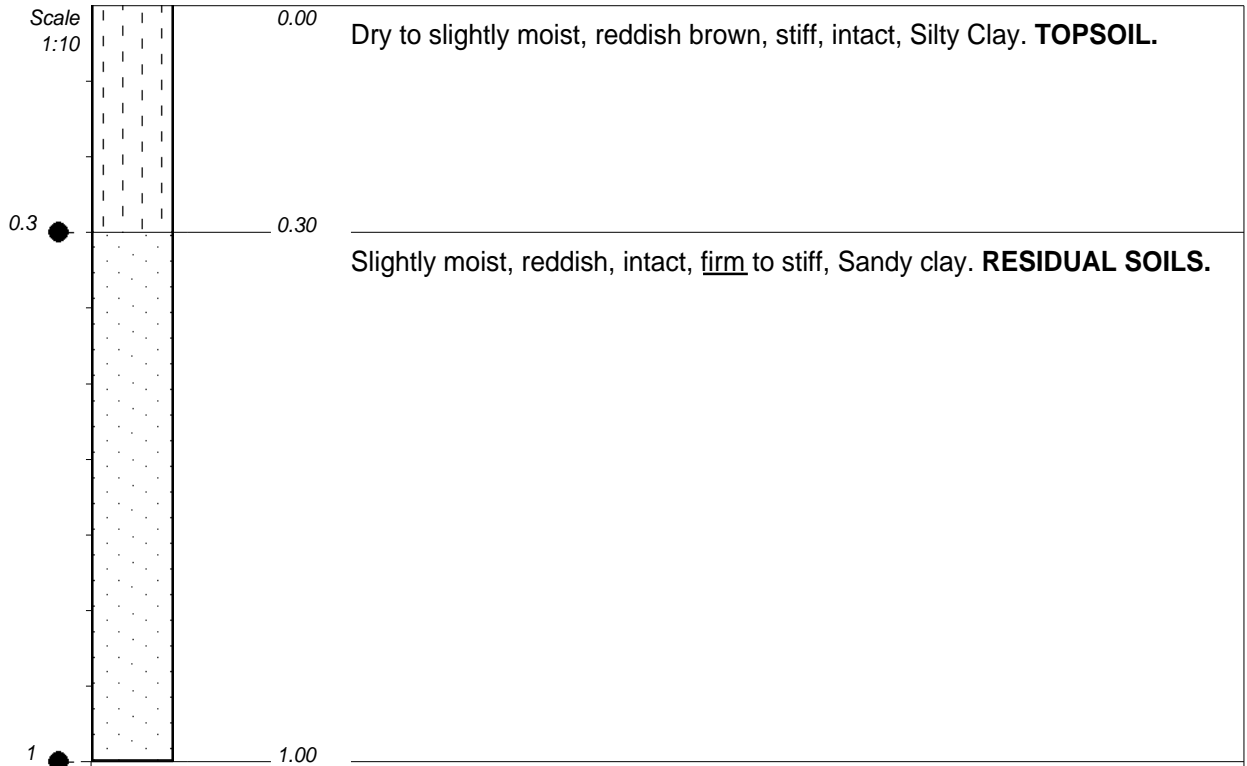 Scale
1:10
0.00
Dry to slightly moist, reddish brown, stiff, intact, Silty Clay. TOPSOIL.
0.3
0.30
Slightly moist, reddish, intact, firm to stiff, Sandy clay. RESIDUAL SOILS.
1
1.00